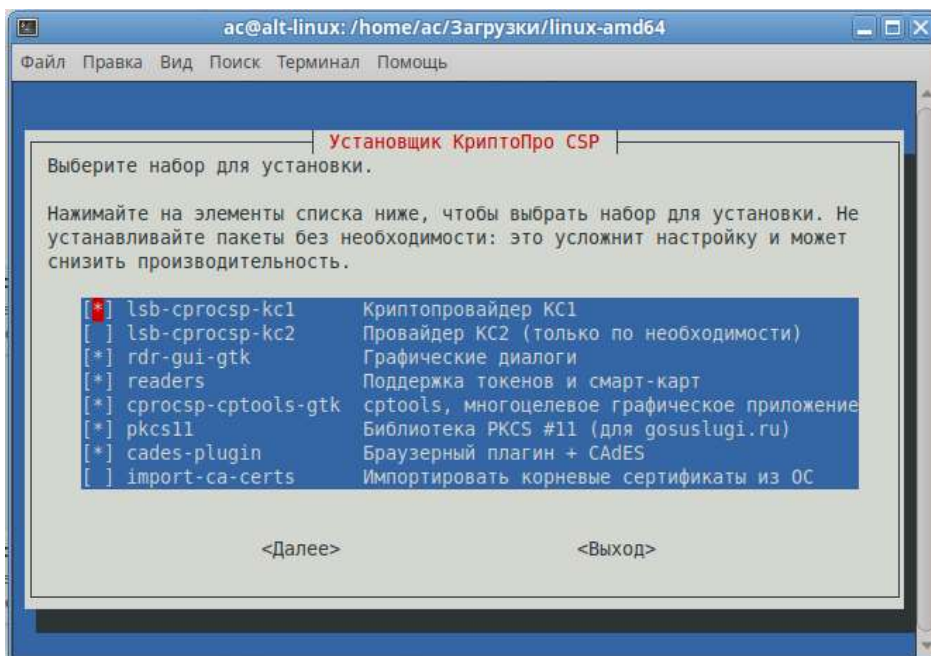 ac@alt-linux: /home/ac/Загрузки/linux-amd64
Файл Правка Вид Поиск Терминал Помощь
Установщик КриптоПро CSP
Выберите набор для установки.
Нажимайте на элементы списка ниже, чтобы выбрать набор для установки. Не
устанавливайте пакеты без необходимости: это усложнит настройку и может
снизить производительность.
[*] lsb-cprocsp-kc1 Криптопровайдер КС1
[ ] lsb-cprocsp-kc2 Провайдер КС2 (только по необходимости)
[*] rdr-gui-gtk Графические диалоги
[*] readers Поддержка токенов и смарт-карт
[*] cprocsp-cptools-gtk cptools, многоцелевое графическое приложение
[*] pkcs11 Библиотека PKCS #11 (для gosuslugi.ru)
[*] cades-plugin Браузерный плагин + CAdES
[ ] import-ca-certs Импортировать корневые сертификаты из ОС
<Далее> <Выход>